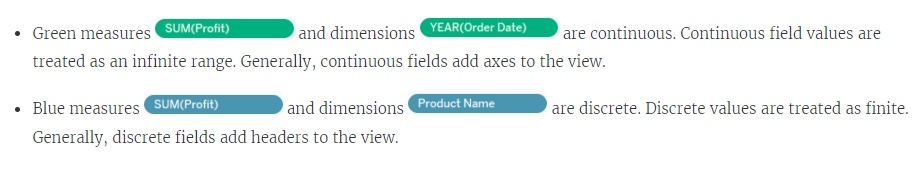 • Green measures SUM(Profit) and dimensions YEAR(Order Date) are continuous. Continuous field values are
treated as an infinite range. Generally, continuous fields add axes to the view.
• Blue measures SUM(Profit) and dimensions Product Name are discrete. Discrete values are treated as finite.
Generally, discrete fields add headers to the view.